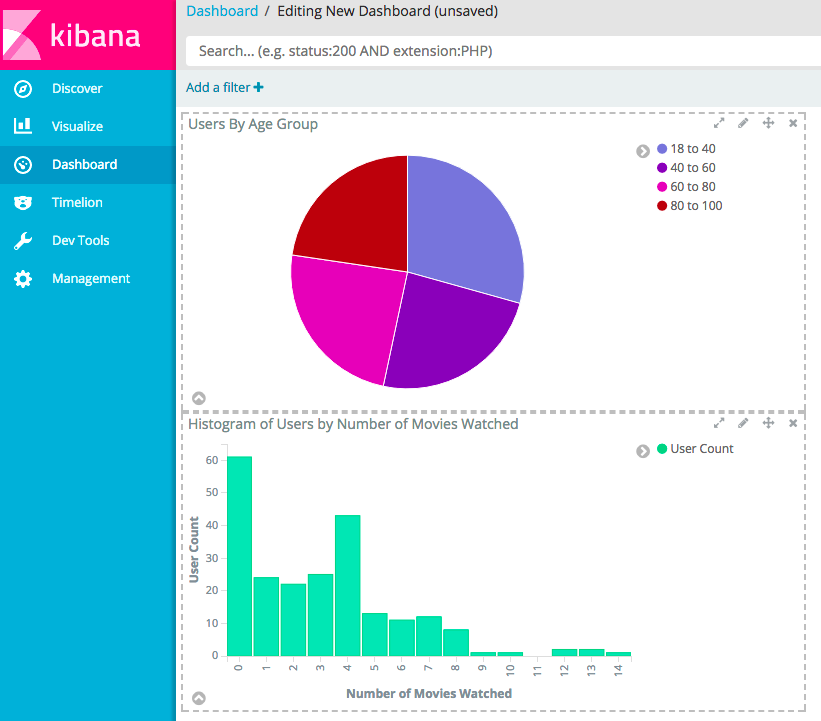 kibana
Dashboard / Editing New Dashboard (unsaved)
Search... (e.g. status:200 AND extension:PHP)
Add a filter +
Discover
Visualize
Dashboard
Timelion
Dev Tools
Management
Users By Age Group
18 to 40
40 to 60
60 to 80
80 to 100
Histogram of Users by Number of Movies Watched
User Count
User Count
60
50
40
30
20
10
0
0 1 2 3 4 5 6 7 8 9 10 11 12 13 14
Number of Movies Watched